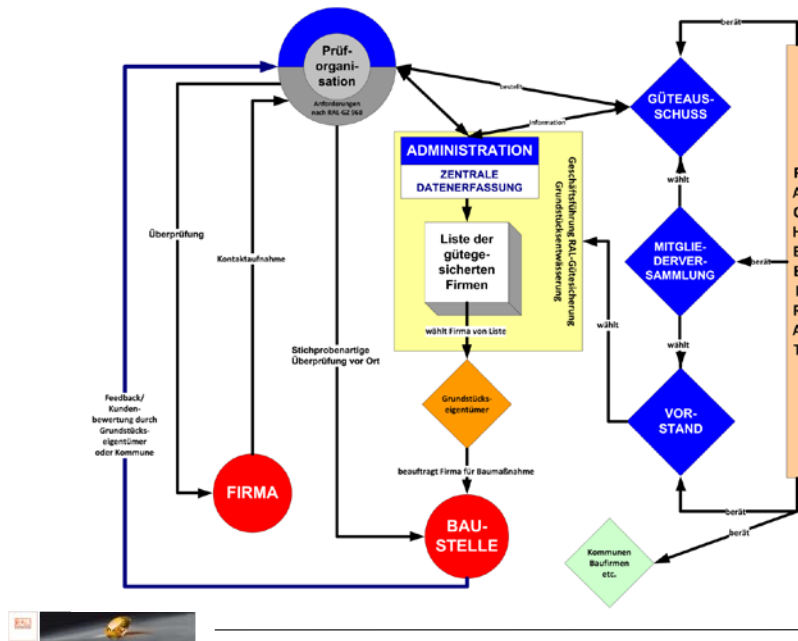 Prüf-
organi-
sation
Anforderungen
nach RAL-GZ 968
berät
bestellt
Information
GÜTEAUS-
SCHUSS
ADMINISTRATION
ZENTRALE
DATENERFASSUNG
Geschäftsführung RAL-Gütesicherung
Grundstücksentwässerung
Liste der
gütege-
sicherten
Firmen
wählt Firma von Liste
wählt
MITGLIE-
DERVER-
SAMMLUNG
berät
wählt
wählt
VOR-
STAND
F
A
C
H
B
E
I
R
A
T
Überprüfung
Kontaktaufnahme
Stichprobenartige
Überprüfung vor Ort
Feedback/
Kunden-
bewertung durch
Grundstücks-
eigentümer
oder Kommune
Grundstücks-
eigentümer
beauftragt Firma für Baumaßnahme
FIRMA
BAU-
STELLE
berät
berät
Kommunen
Baufirmen
etc.
RAL